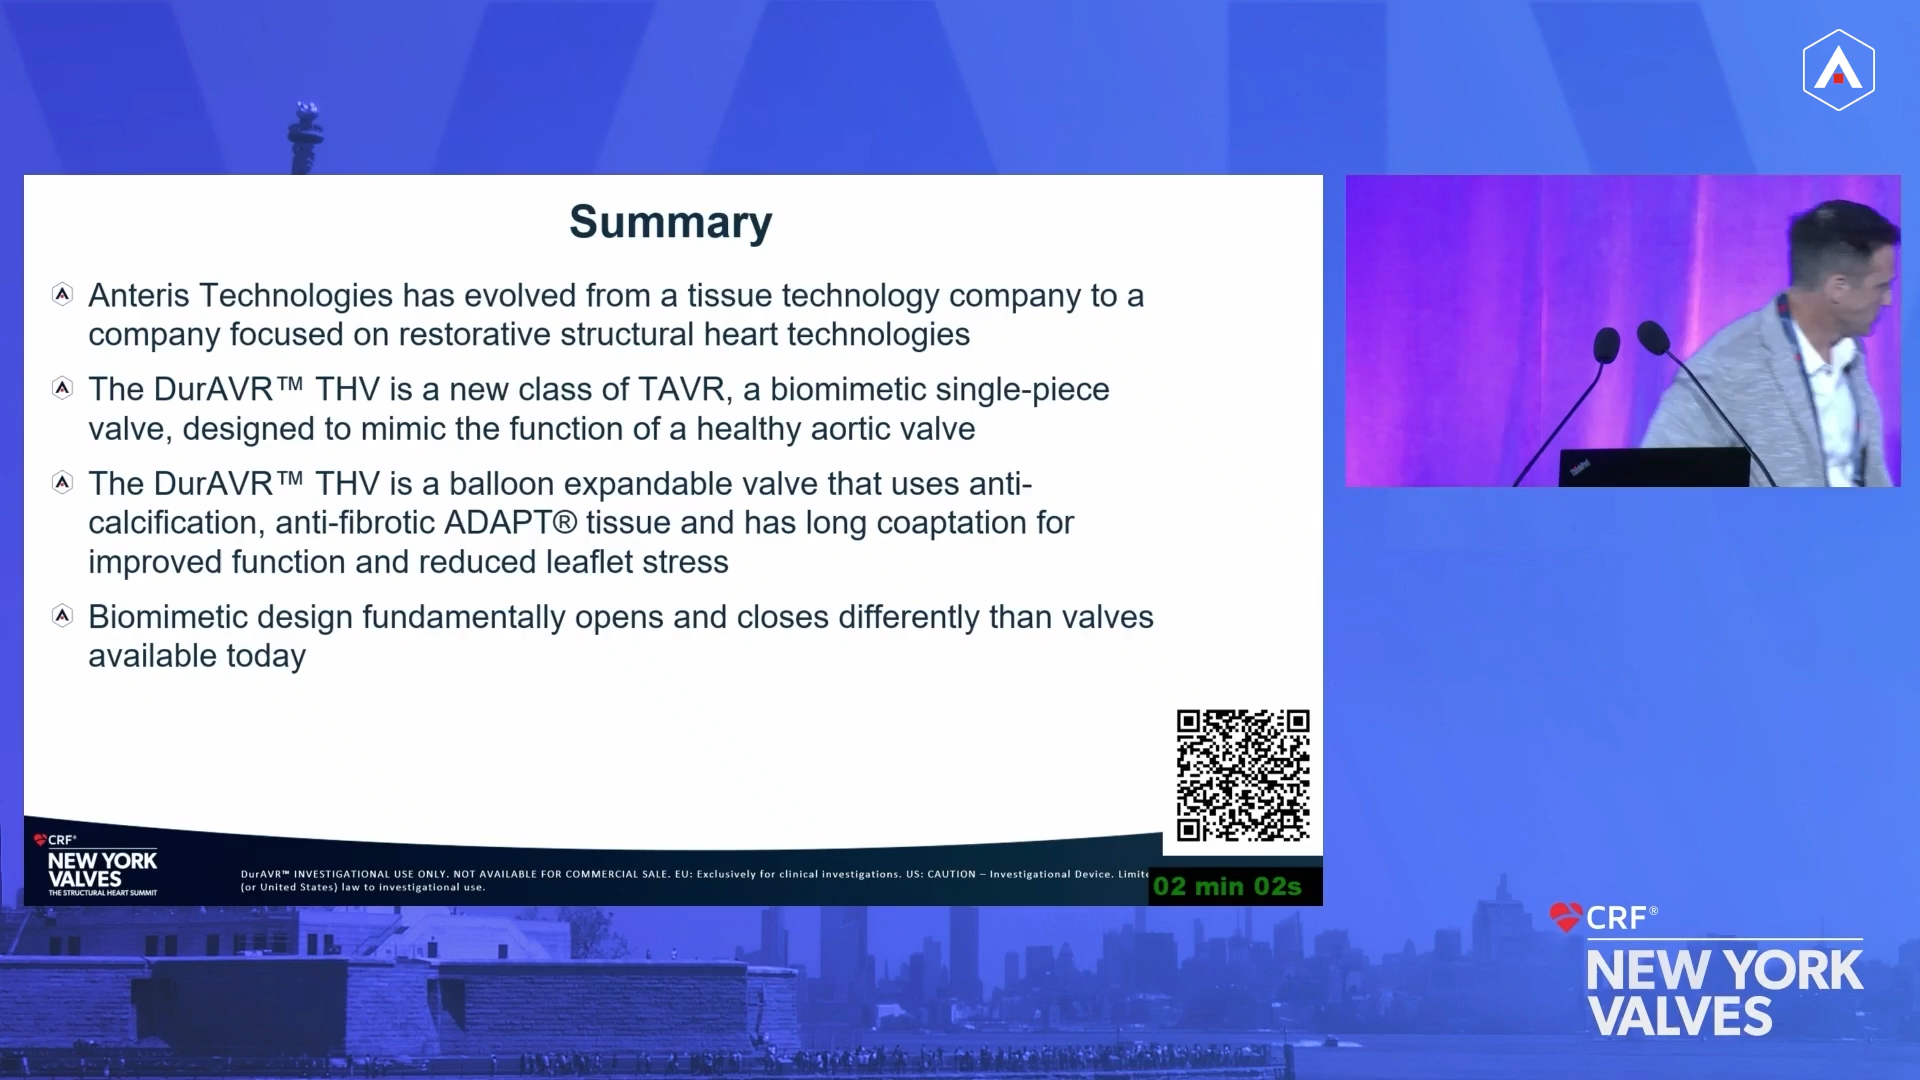 Summary
Anteris Technologies has evolved from a tissue technology company to a
company focused on restorative structural heart technologies
The DurAVR™ THV is a new class of TAVR, a biomimetic single-piece
valve, designed to mimic the function of a healthy aortic valve
The DurAVR™ THV is a balloon expandable valve that uses anti-
calcification, anti-fibrotic ADAPT® tissue and has long coaptation for
improved function and reduced leaflet stress
Biomimetic design fundamentally opens and closes differently than valves
available today
CRF®
NEW YORK
VALVES
THE STRUCTURAL HEART SUMMIT
DurAVR™ INVESTIGATIONAL USE ONLY. NOT AVAILABLE FOR COMMERCIAL SALE. EU: Exclusively for clinical investigations. US: CAUTION – Investigational Device. Limite
(or United States) law to investigational use.
02 min 02s
ThinkPad
CRF®
NEW YORK
VALVES